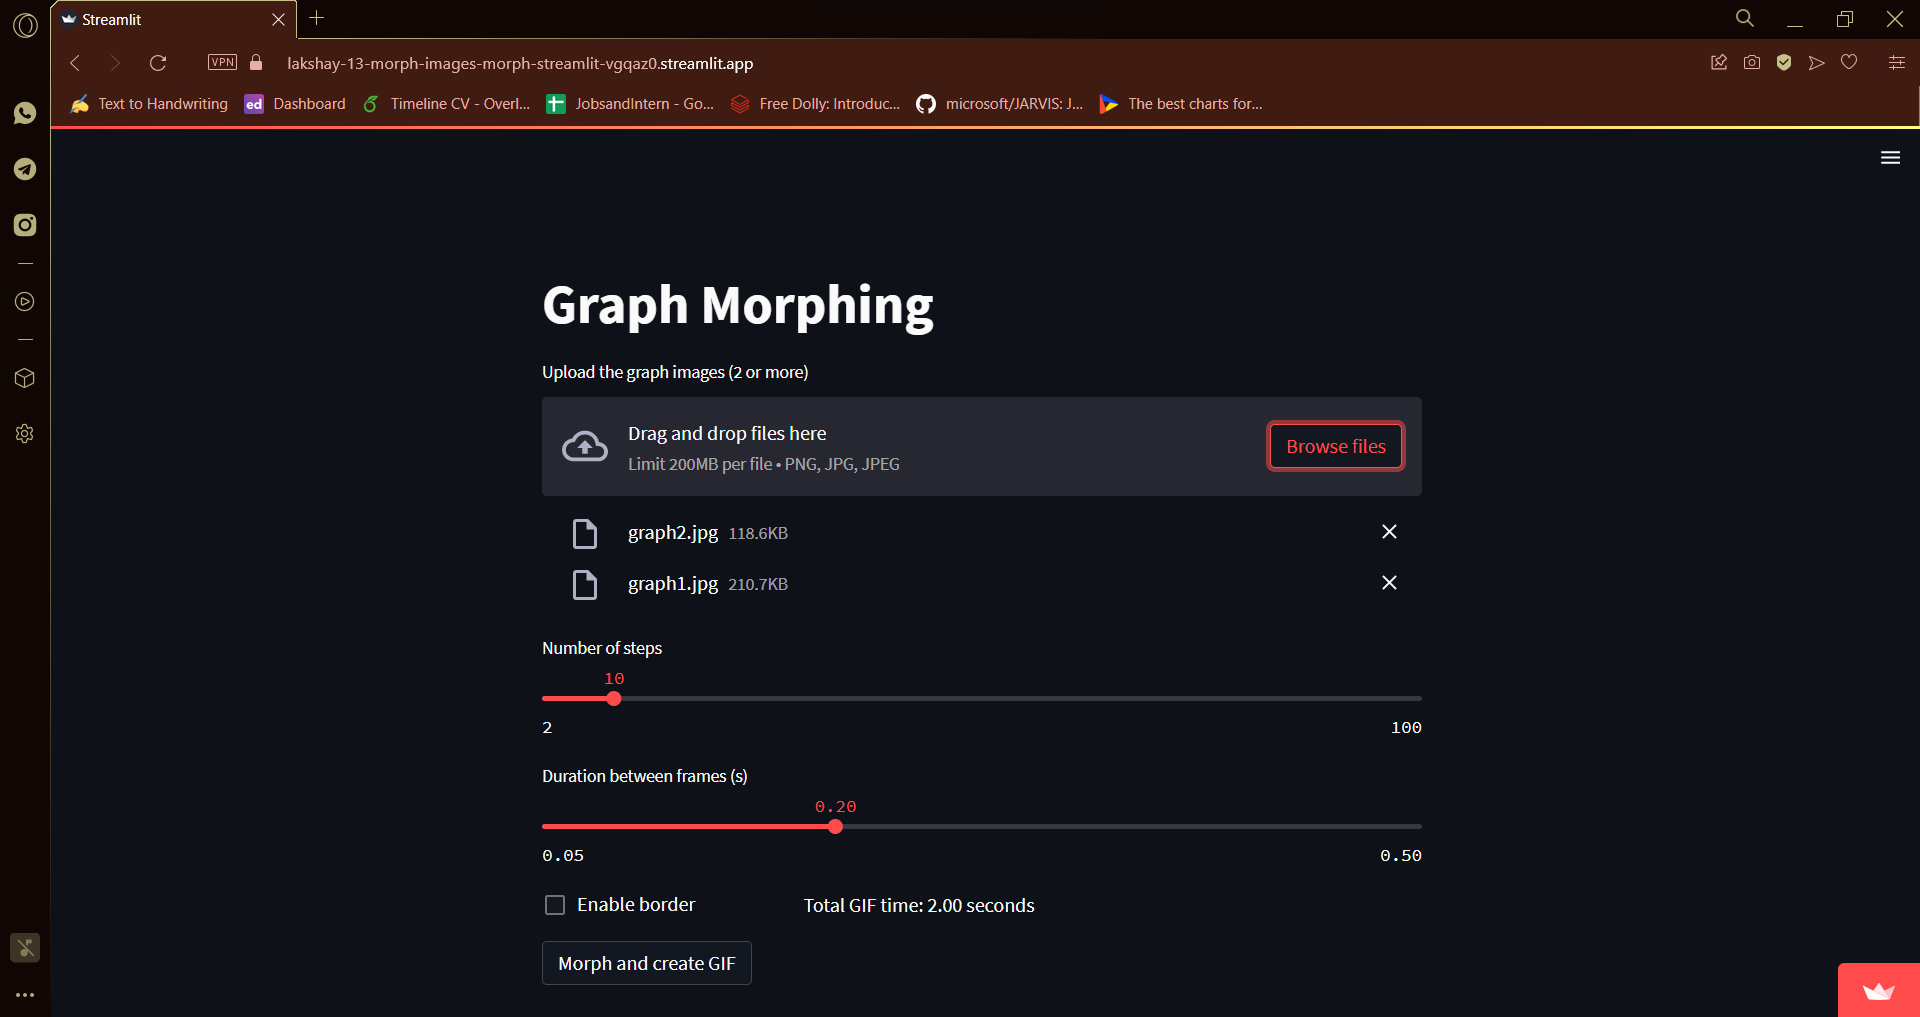 Streamlit
VPN
lakshay-13-morph-images-morph-streamlit-vgqaz0.streamlit.app
Text to Handwriting
ed Dashboard
Timeline CV - Overl...
JobsandIntern - Go...
Free Dolly: Introduc...
microsoft/JARVIS: J...
The best charts for...
Graph Morphing
Upload the graph images (2 or more)
Drag and drop files here
Limit 200MB per file • PNG, JPG, JPEG
Browse files
graph2.jpg 118.6KB
graph1.jpg 210.7KB
Number of steps
10
2 100
Duration between frames (s)
0.20
0.05 0.50
Enable border
Total GIF time: 2.00 seconds
Morph and create GIF